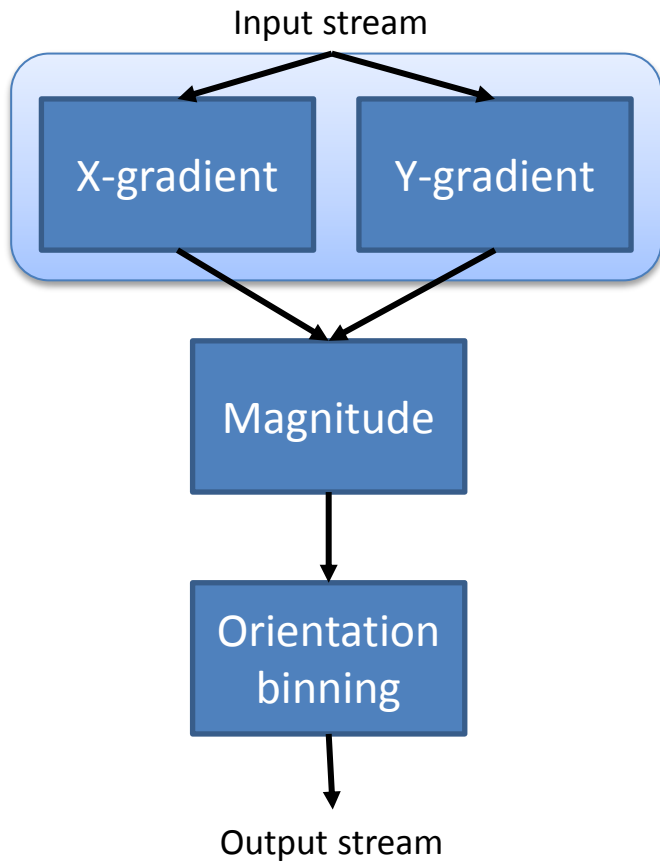 Input stream
X-gradient
Y-gradient
Magnitude
Orientation
binning
Output stream